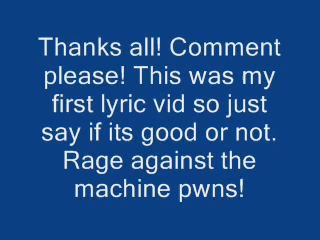 Thanks all! Comment
please! This was my
first lyric vid so just
say if its good or not.
Rage against the
machine pwns!